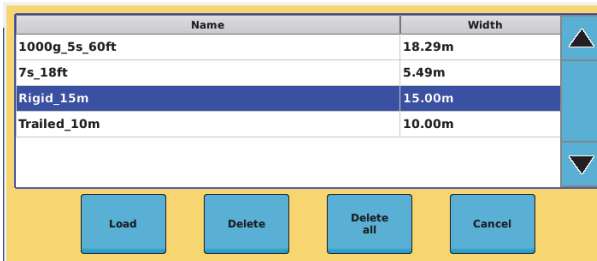 Name Width
1000g_5s_60ft 18.29m
7s_18ft 5.49m
Rigid_15m 15.00m
Trailed_10m 10.00m
Load Delete Delete all Cancel